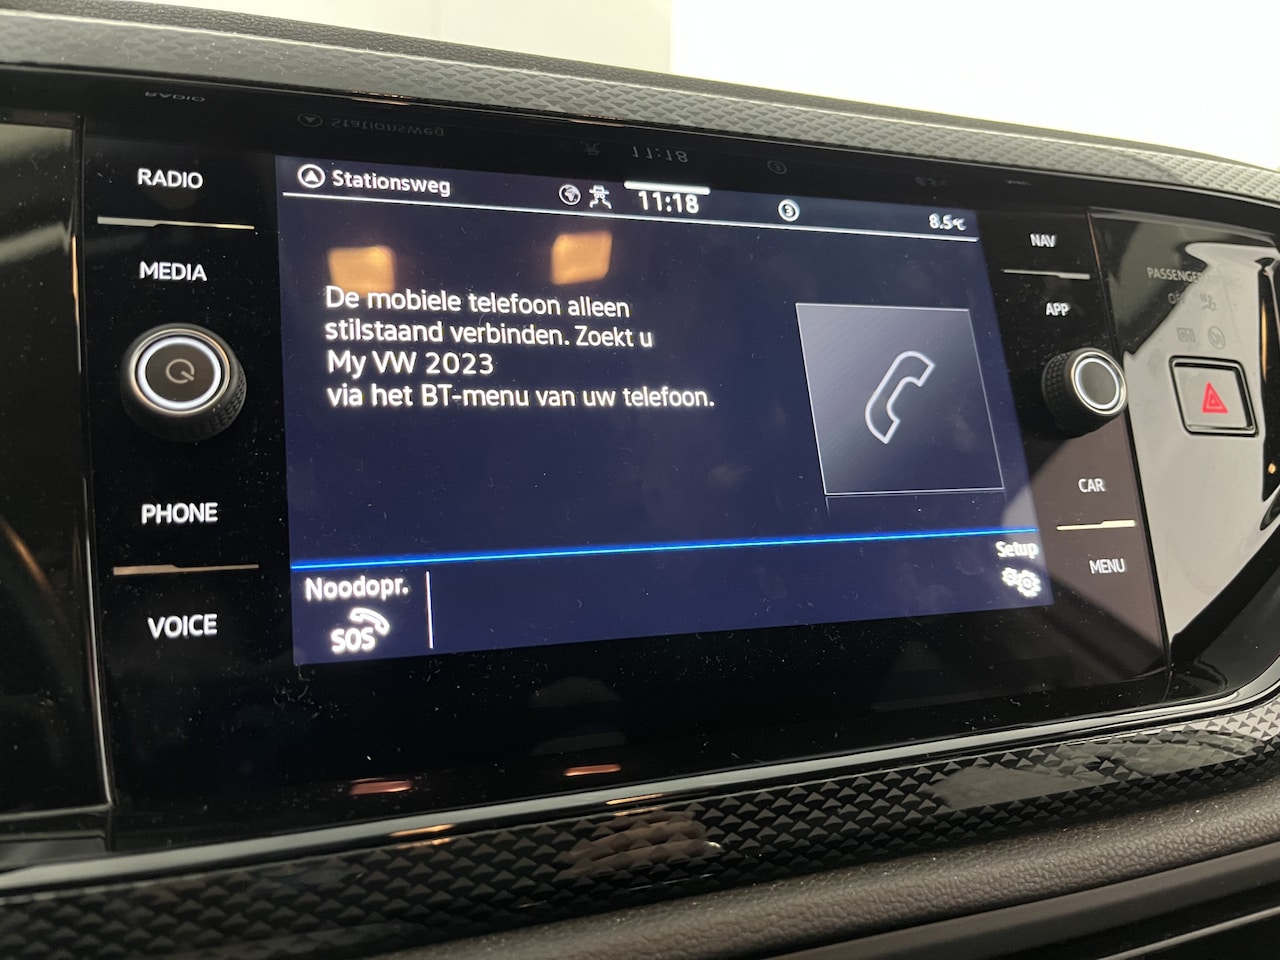 RADIO
MEDIA
PHONE
VOICE
Stationsweg
11:18
3
8.5°C
De mobiele telefoon alleen
stilstaand verbinden. Zoekt u
My VW 2023
via het BT-menu van uw telefoon.
Noodopr.
SOS
Setup
NAV
APP
CAR
MENU